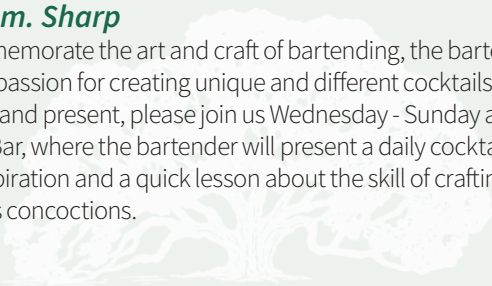 m. Sharp
memorate the art and craft of bartending, the barte
passion for creating unique and different cocktails
and present, please join us Wednesday - Sunday a
Bar, where the bartender will present a daily cockta
piration and a quick lesson about the skill of craftin
s concoctions.